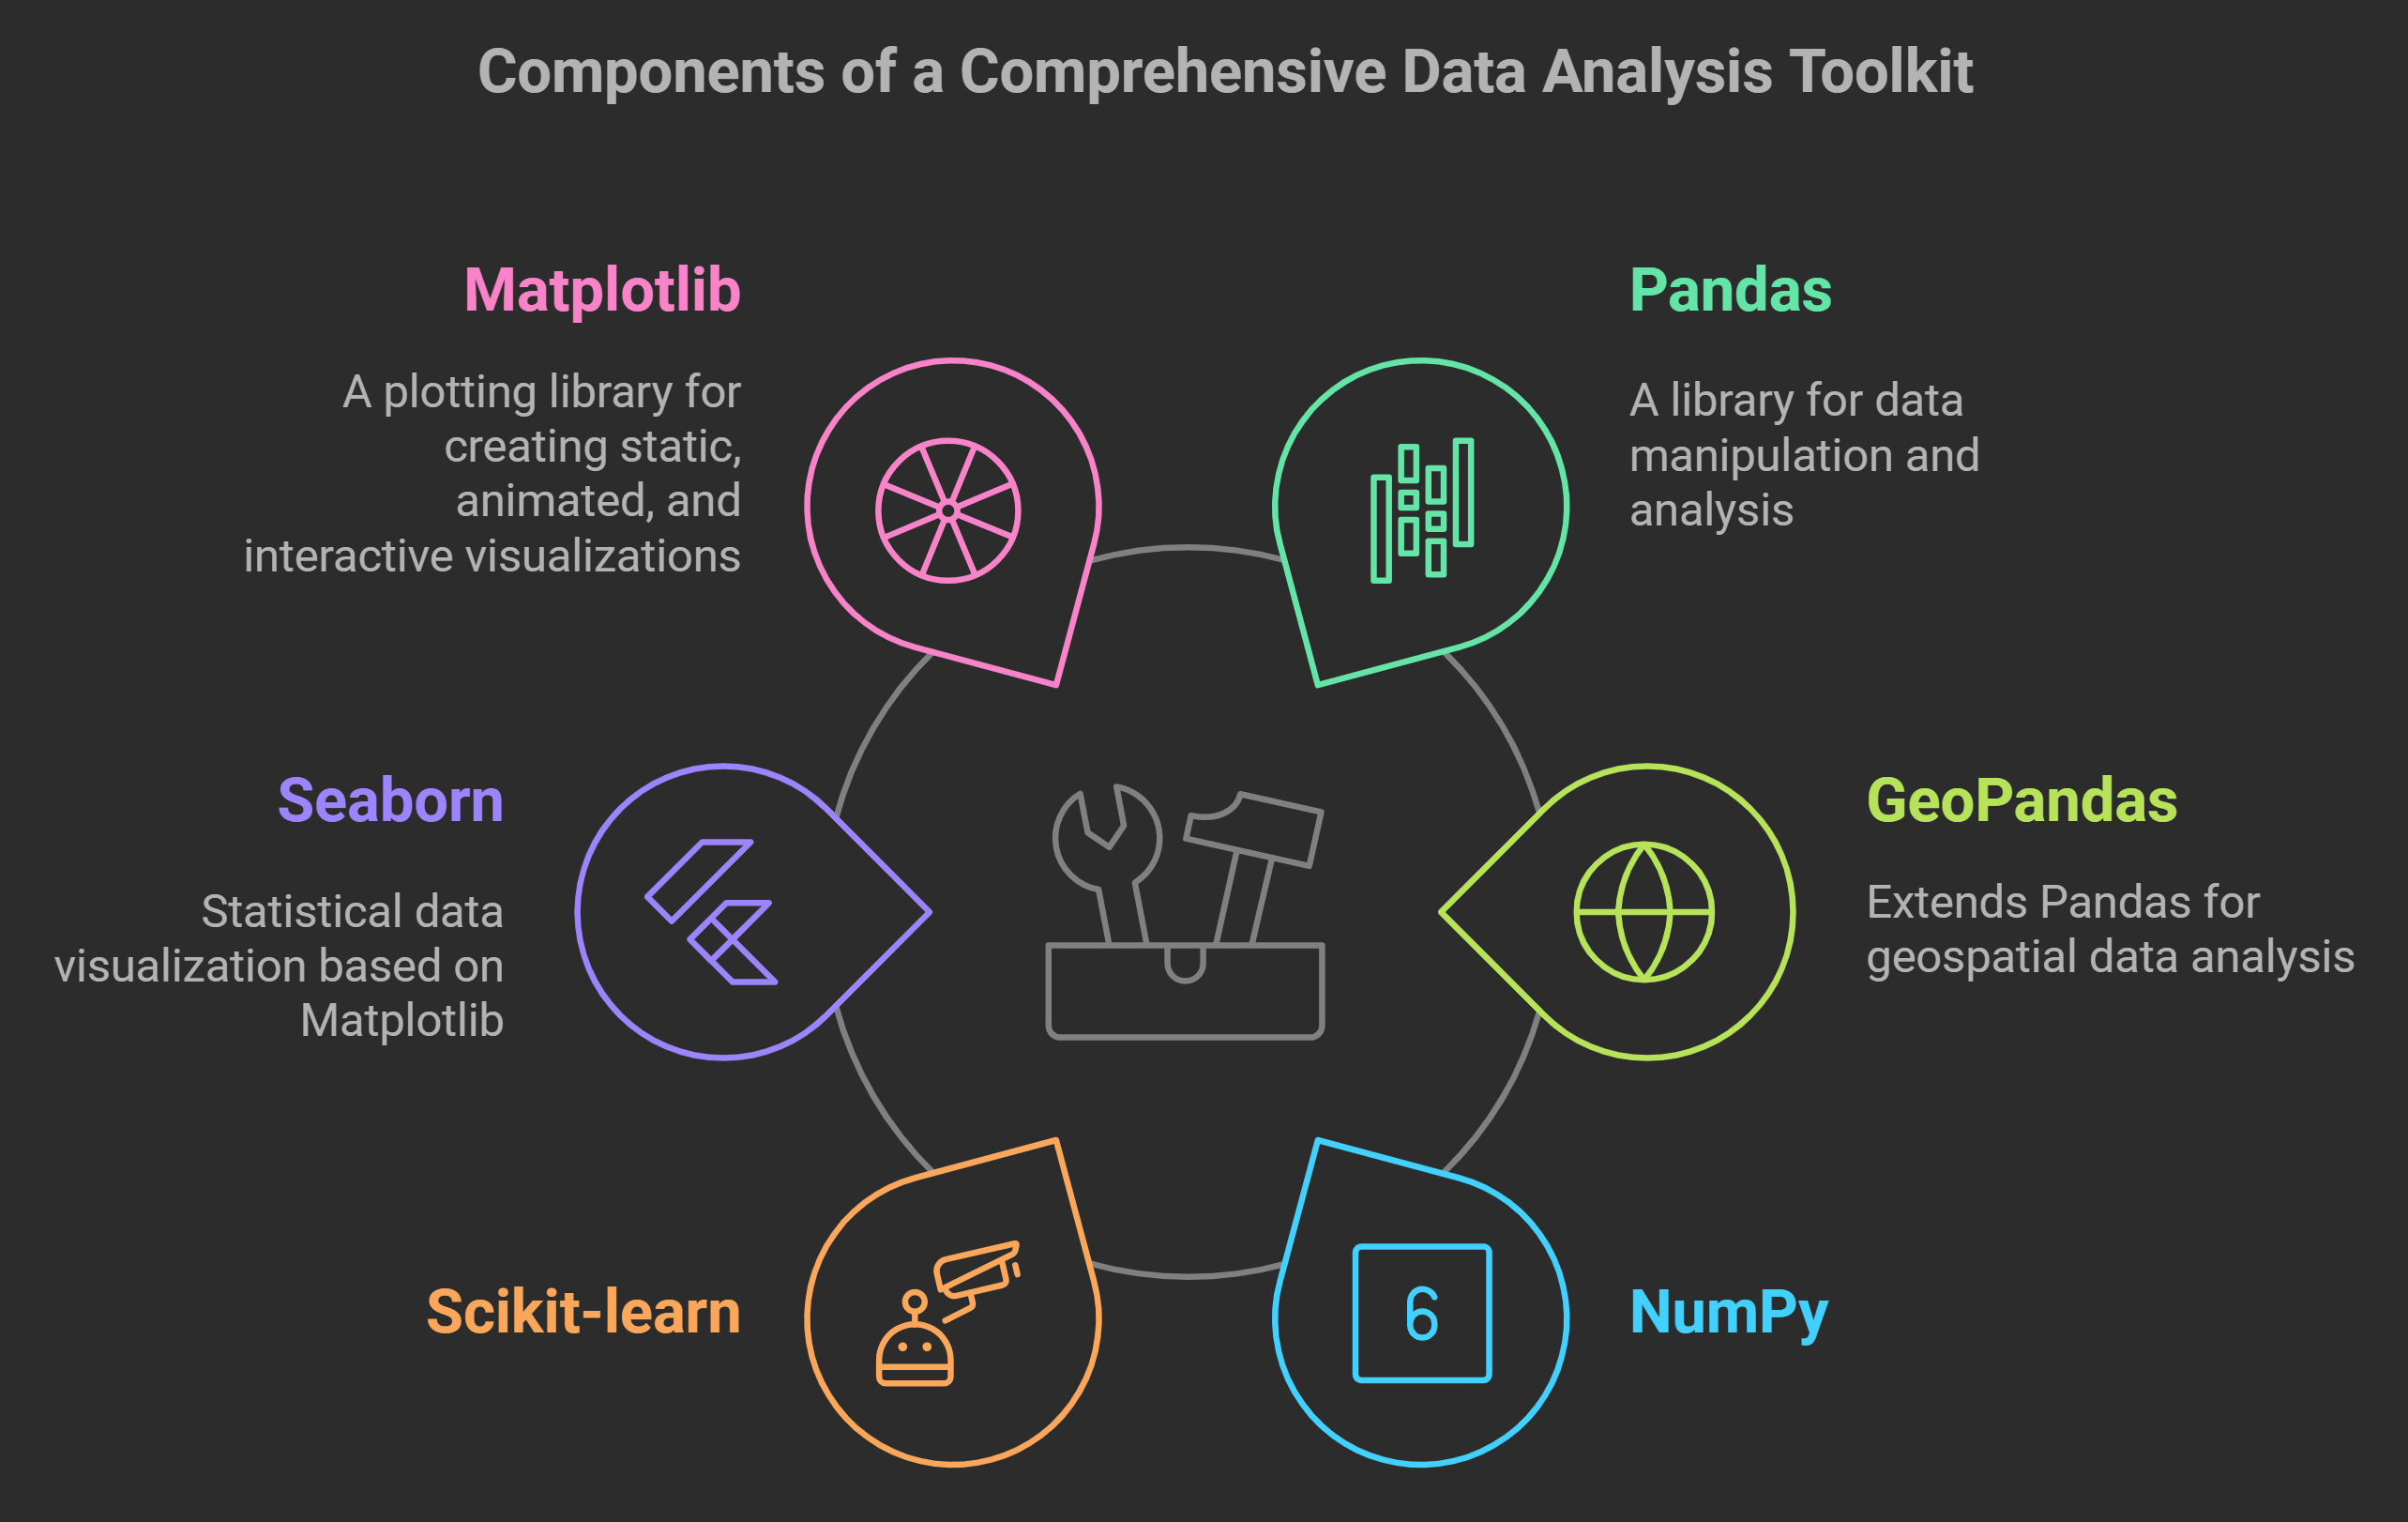 Components of a Comprehensive Data Analysis Toolkit
Matplotlib
A plotting library for
creating static,
animated, and
interactive visualizations
Pandas
A library for data
manipulation and
analysis
Seaborn
Statistical data
visualization based on
Matplotlib
GeoPandas
Extends Pandas for
geospatial data analysis
Scikit-learn
6
NumPy